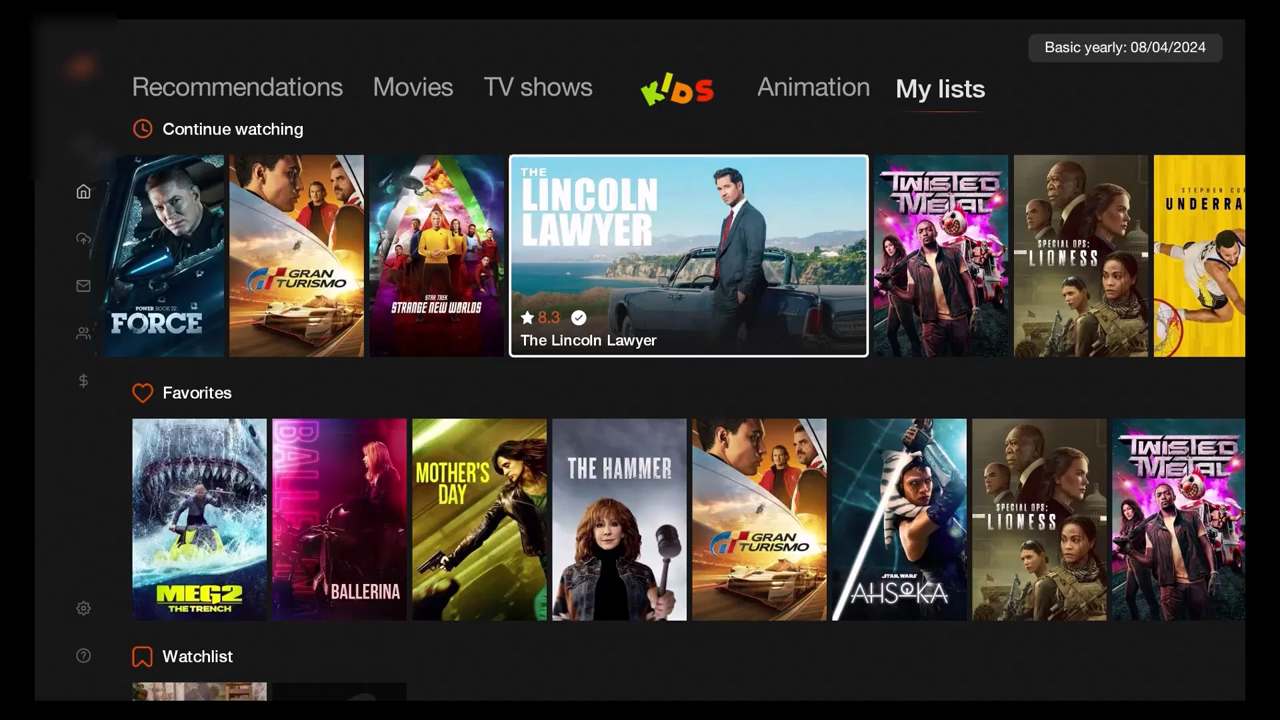 Basic yearly: 08/04/2024
Recommendations Movies TV shows KIDS Animation My lists
Continue watching
POWER BOOK IV:
FORCE
GRAN
TURISMO
STAR TREK
STRANGE NEW WORLDS
THE
LINCOLN
LAWYER
8.3
The Lincoln Lawyer
TWISTED
METAL
SPECIAL OPS:
LIONESS
STEPHEN CU
UNDERRA
Favorites
MEG2
THE TRENCH
BALLERINA
BALLERINA
MOTHER'S
DAY
THE HAMMER
GRAN
TURISMO
STAR WARS
AHSOKA
SPECIAL OPS:
LIONESS
TWISTED
METAL
Watchlist